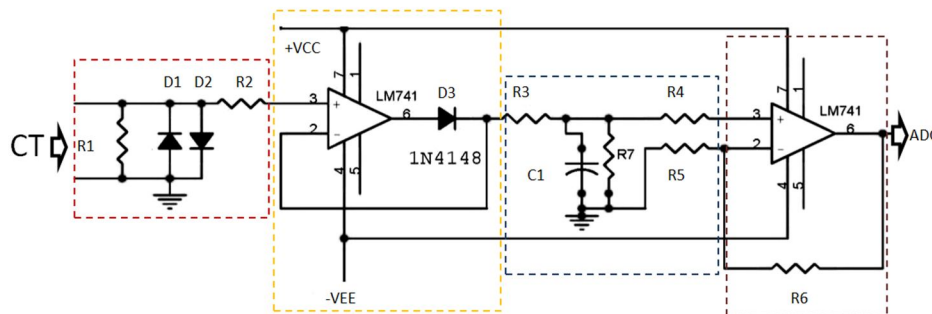 +VCC
D1 D2 R2
7 1
LM741
3 + 6 D3
2 -
4 5
1N4148
CT
R1
-VEE
R3 R4
C1 R7 R5
7 1
LM741
3 + 6
2 -
4 5
ADC
R6